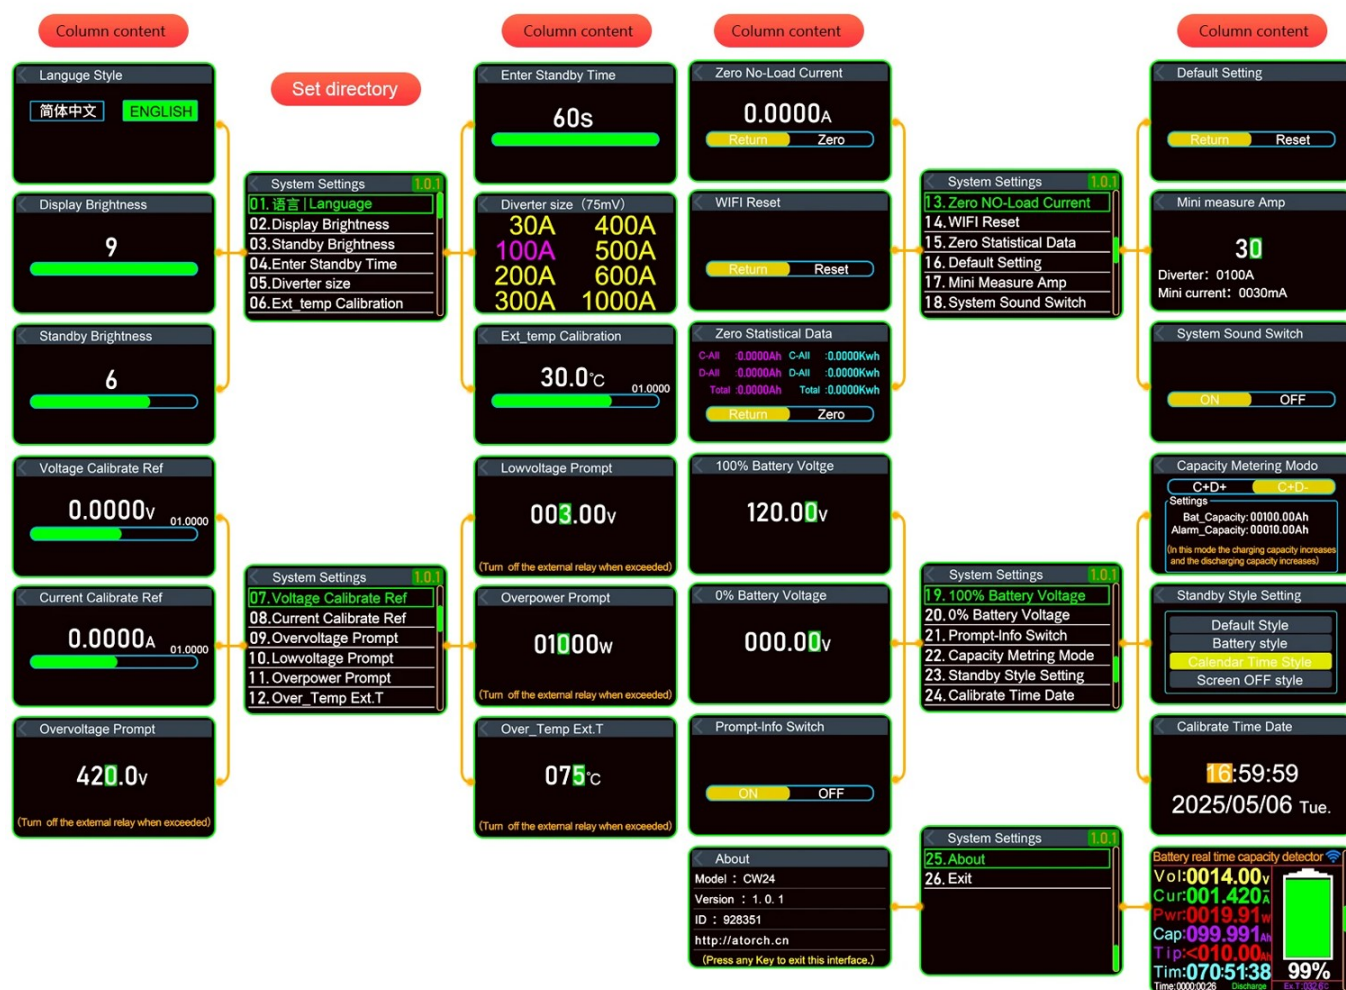 Column content
Languge Style
简体中文
ENGLISH
Display Brightness
9
Standby Brightness
6
Voltage Calibrate Ref
0.0000V
01.0000
Current Calibrate Ref
0.0000A
01.0000
Overvoltage Prompt
420.0V
(Turn off the external relay when exceeded)
Set directory
System Settings 1.0.1
01.语言|Language
02.Display Brightness
03.Standby Brightness
04.Enter Standby Time
05.Diverter size
06.Ext_temp Calibration
System Settings 1.0.1
07.Voltage Calibrate Ref
08.Current Calibrate Ref
09.Overvoltage Prompt
10.Lowvoltage Prompt
11.Overpower Prompt
12.Over_Temp Ext.T
Column content
Enter Standby Time
60S
Diverter size (75mV)
30A 400A
100A 500A
200A 600A
300A 1000A
Ext_temp Calibration
30.0°C
01.0000
Lowvoltage Prompt
003.00V
(Turn off the external relay when exceeded)
Overpower Prompt
01000W
(Turn off the external relay when exceeded)
Over_Temp Ext.T
075°C
(Turn off the external relay when exceeded)
Column content
Zero No-Load Current
0.0000A
Return Zero
WIFI Reset
Return Reset
Zero Statistical Data
C-All :0.0000Ah C-All :0.0000Kwh
D-All :0.0000Ah D-All :0.0000Kwh
Total :0.0000Ah Total :0.0000Kwh
Return Zero
100% Battery Voltge
120.00V
0% Battery Voltage
000.00V
Prompt-Info Switch
ON OFF
About
Model : CW24
Version : 1. 0. 1
ID : 928351
http://atorch.cn
(Press any Key to exit this interface.)
System Settings 1.0.1
13.Zero NO-Load Current
14.WIFI Reset
15.Zero Statistical Data
16.Default Setting
17.Mini Measure Amp
18.System Sound Switch
System Settings 1.0.1
19.100% Battery Voltage
20.0% Battery Voltage
21.Prompt-Info Switch
22.Capacity Metring Mode
23.Standby Style Setting
24.Calibrate Time Date
System Settings 1.0.1
25.About
26.Exit
Column content
Default Setting
Return Reset
Mini measure Amp
30
Diverter: 0100A
Mini current: 0030mA
System Sound Switch
ON OFF
Capacity Metering Modo
C+D+ C+D-
Settings
Bat_Capacity:00100.00Ah
Alarm_Capacity:00010.00Ah
(In this mode the charging capacity increases
and the discharging capacity increases)
Standby Style Setting
Default Style
Battery style
Calendar Time Style
Screen OFF style
Calibrate Time Date
16:59:59
2025/05/06 Tue.
Battery real time capacity detector
Vol:0014.00V
Cur:001.420A
Pwr:0019.91W
Cap:099.991Ah
Tip:<010.00Ah
Tim:070:51:38
99%
Time:0000:00:26 Discharge